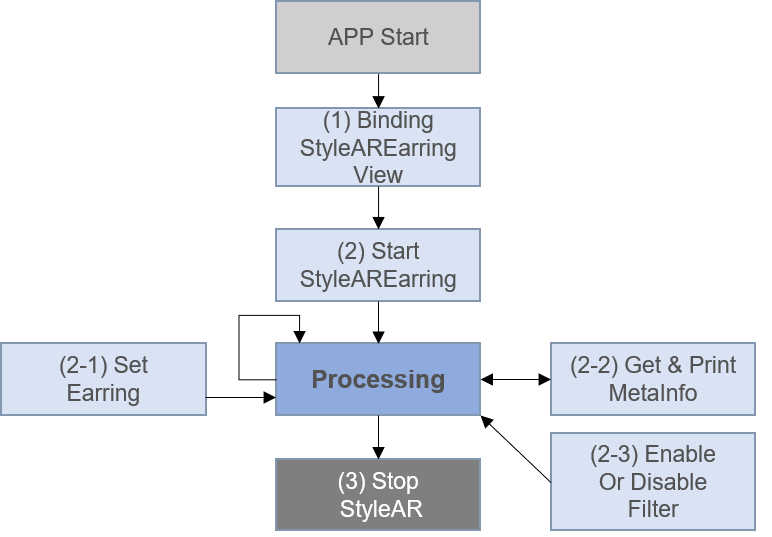 APP Start
(1) Binding
StyleAREarring
View
(2) Start
StyleAREarring
(2-1) Set
Earring
Processing
(2-2) Get & Print
MetaInfo
(2-3) Enable
Or Disable
Filter
(3) Stop
StyleAR